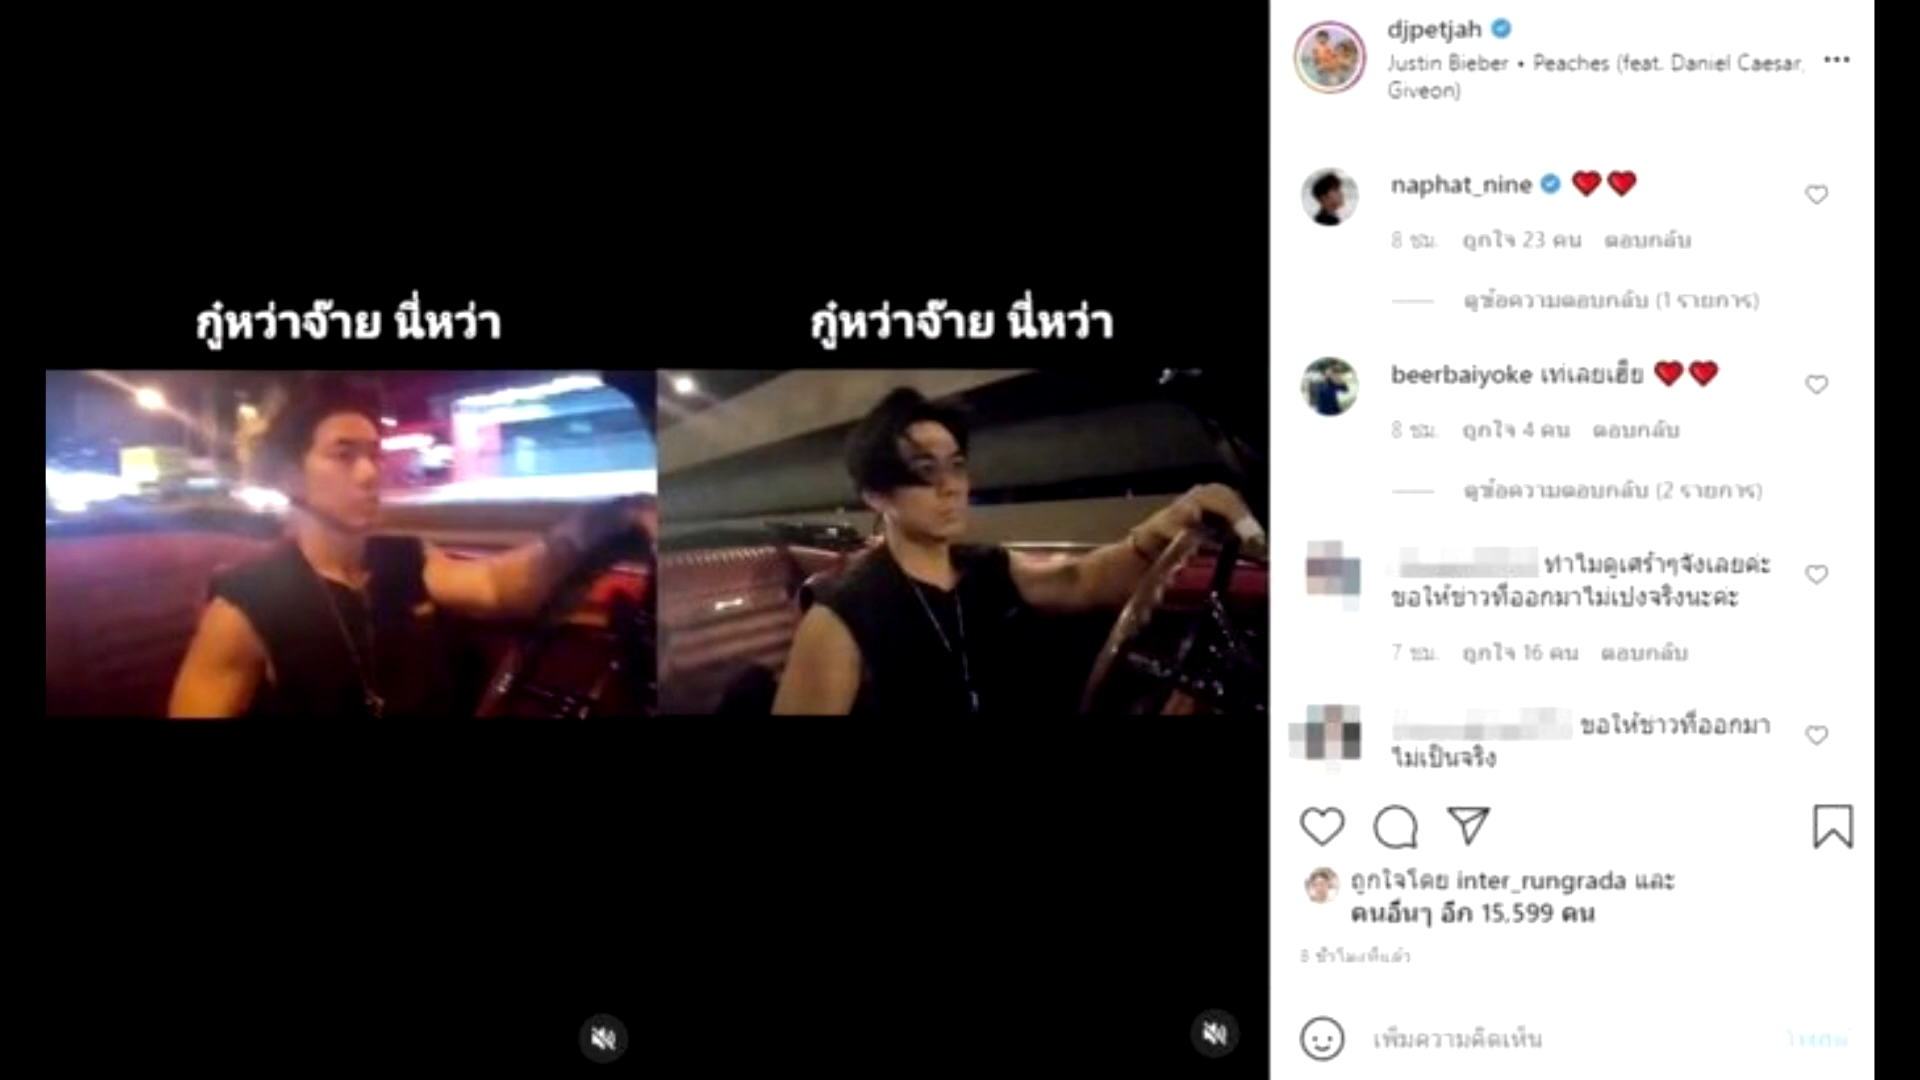 กู๋หว่าจ๊าย นี่หว่า
กู๋หว่าจ๊าย นี่หว่า
djpetjah
Justin Bieber • Peaches (feat. Daniel Caesar,
Giveon)
naphat_nine ❤️❤️
8 ชม. ถูกใจ 23 คน ตอบกลับ
ดูข้อความตอบกลับ (1 รายการ)
beerbaiyoke เท่เลยเฮีย ❤️❤️
8 ชม. ถูกใจ 4 คน ตอบกลับ
ดูข้อความตอบกลับ (2 รายการ)
ทำไมดูเศร้าๆจังเลยค่ะ
ขอให้ข่าวที่ออกมาไม่เปงจริงนะค่ะ
7 ชม. ถูกใจ 16 คน ตอบกลับ
ขอให้ข่าวที่ออกมา
ไม่เป็นจริง
ถูกใจโดย inter_rungrada และ
คนอื่นๆ อีก 15,599 คน
8 ชั่วโมงที่แล้ว
เพิ่มความคิดเห็น